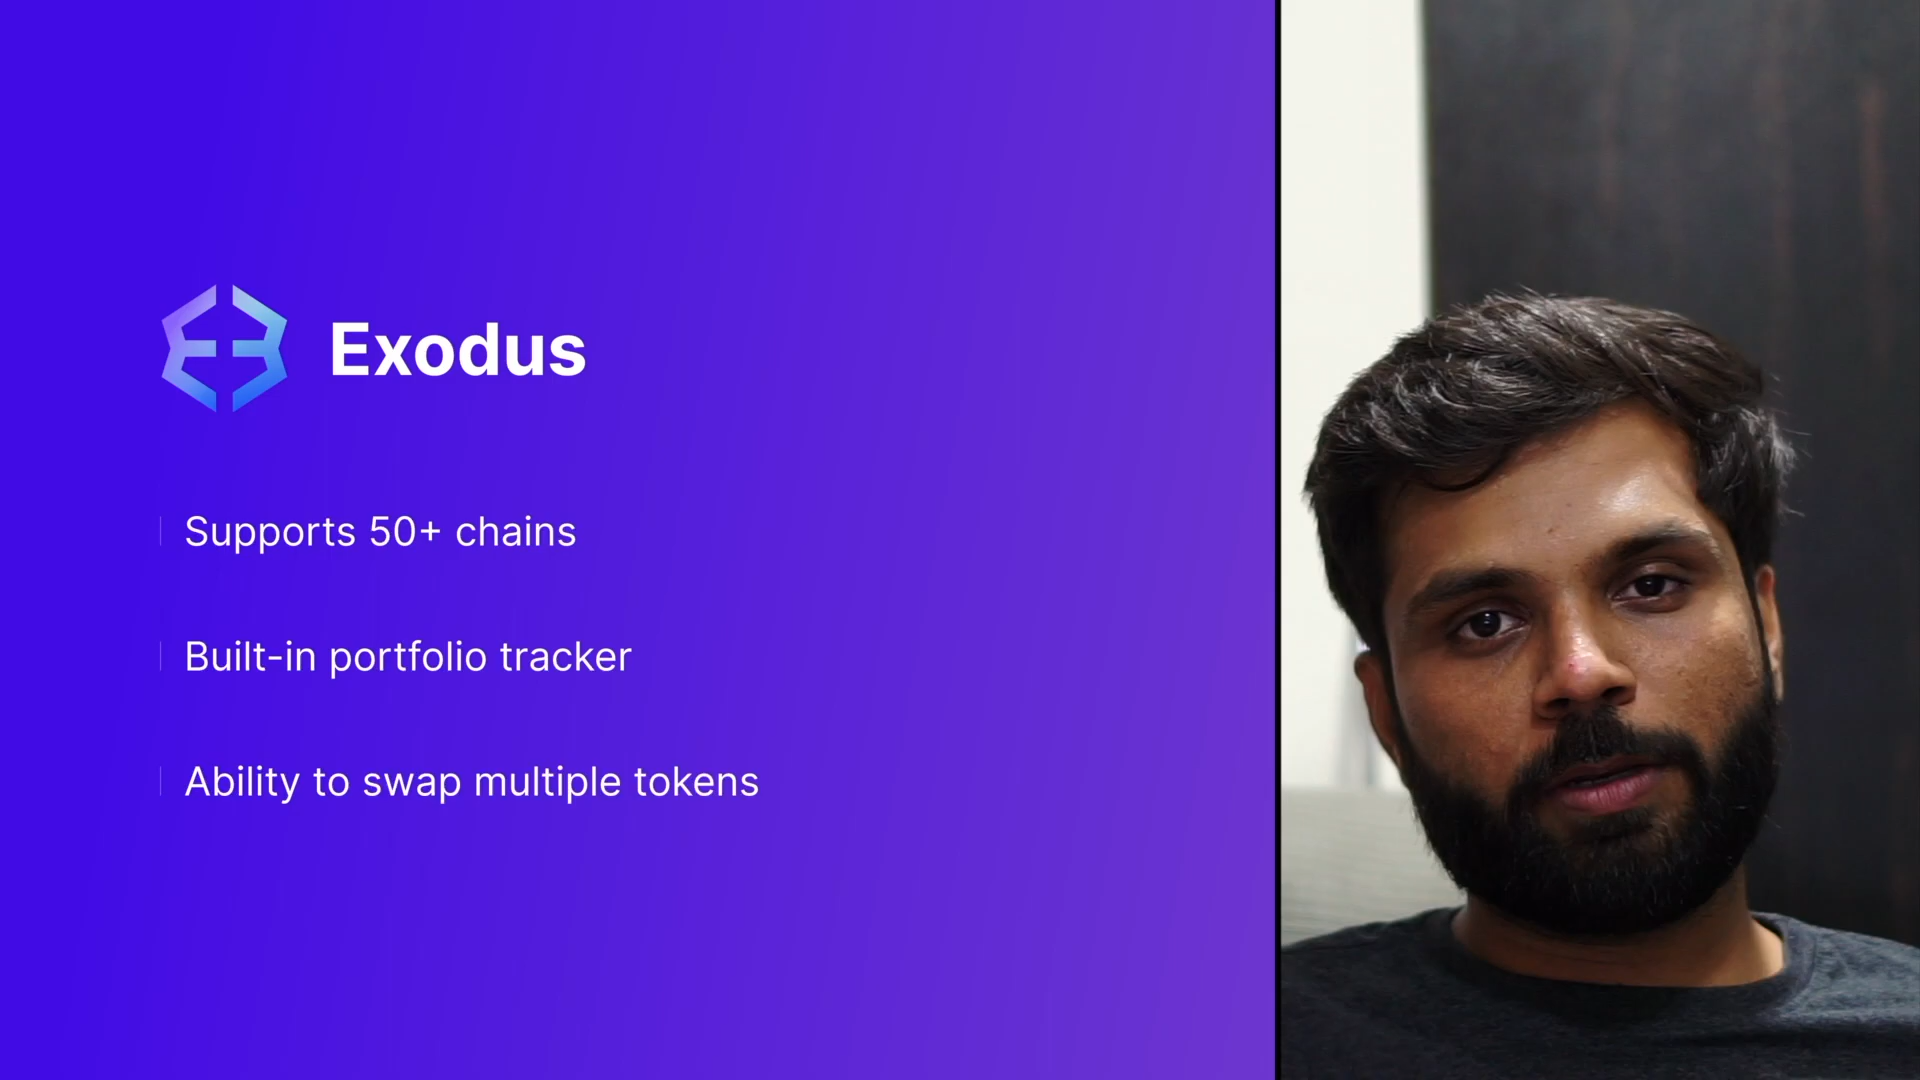 Exodus
Supports 50+ chains
Built-in portfolio tracker
Ability to swap multiple tokens